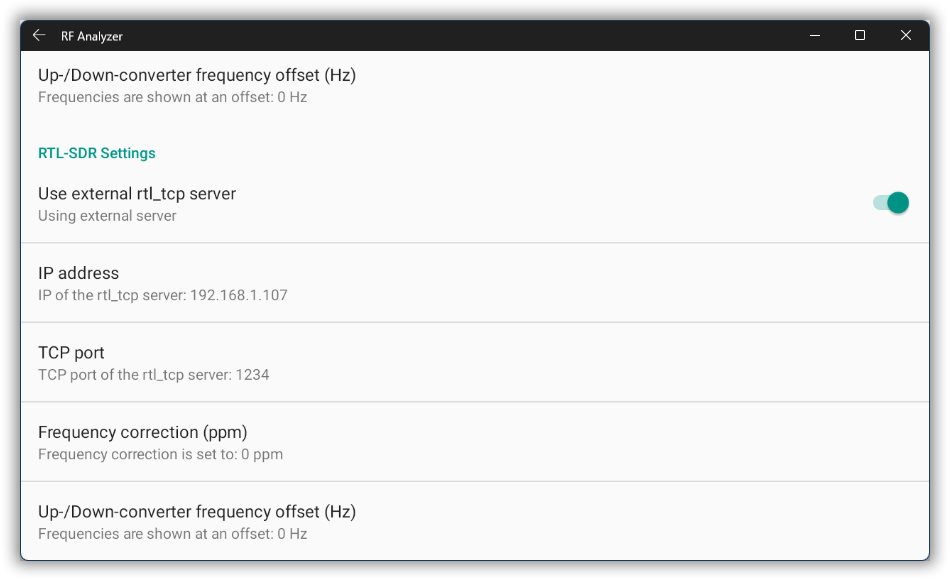 RF Analyzer
Up-/Down-converter frequency offset (Hz)
Frequencies are shown at an offset: 0 Hz
RTL-SDR Settings
Use external rtl_tcp server
Using external server
IP address
IP of the rtl_tcp server: 192.168.1.107
TCP port
TCP port of the rtl_tcp server: 1234
Frequency correction (ppm)
Frequency correction is set to: 0 ppm
Up-/Down-converter frequency offset (Hz)
Frequencies are shown at an offset: 0 Hz